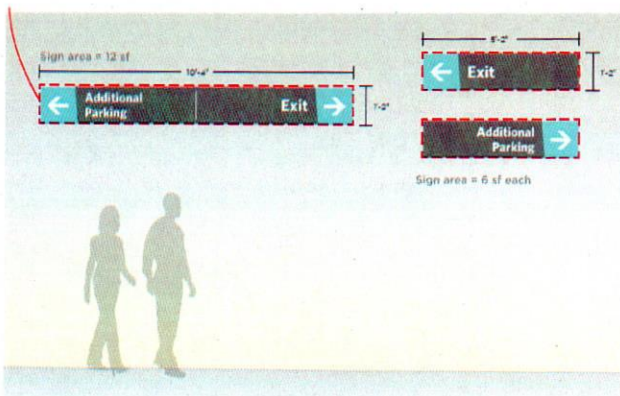 Sign area = 12 sf
10'-4"
← Additional
Parking
Exit →
1'-2"
5'-2"
← Exit
1'-2"
Additional
Parking →
Sign area = 6 sf each